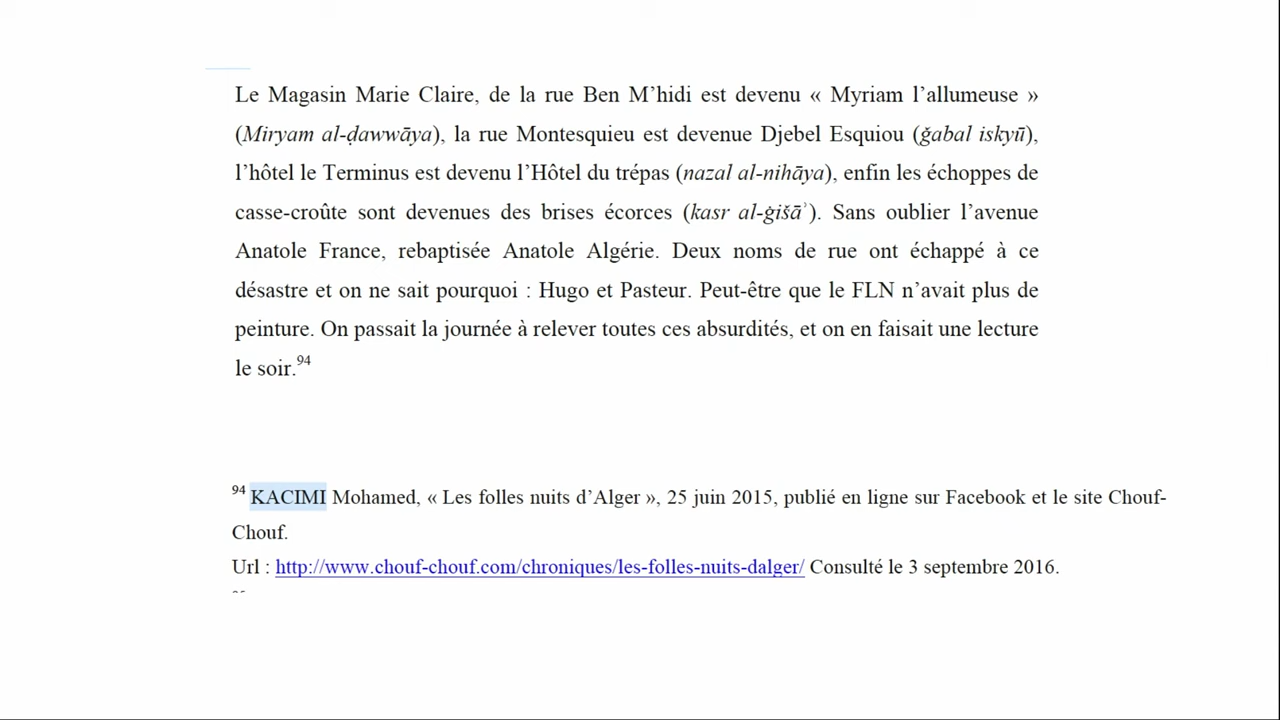 Le Magasin Marie Claire, de la rue Ben M’hidi est devenu « Myriam l’allumeuse »
(Miryam al-ḍawwāya), la rue Montesquieu est devenue Djebel Esquiou (ğabal iskyū),
l’hôtel le Terminus est devenu l’Hôtel du trépas (nazal al-nihāya), enfin les échoppes de
casse-croûte sont devenues des brises écorces (kasr al-ġišāʾ). Sans oublier l’avenue
Anatole France, rebaptisée Anatole Algérie. Deux noms de rue ont échappé à ce
désastre et on ne sait pourquoi : Hugo et Pasteur. Peut-être que le FLN n’avait plus de
peinture. On passait la journée à relever toutes ces absurdités, et on en faisait une lecture
le soir.94
94 KACIMI Mohamed, « Les folles nuits d’Alger », 25 juin 2015, publié en ligne sur Facebook et le site Chouf-
Chouf.
Url : http://www.chouf-chouf.com/chroniques/les-folles-nuits-dalger/ Consulté le 3 septembre 2016.